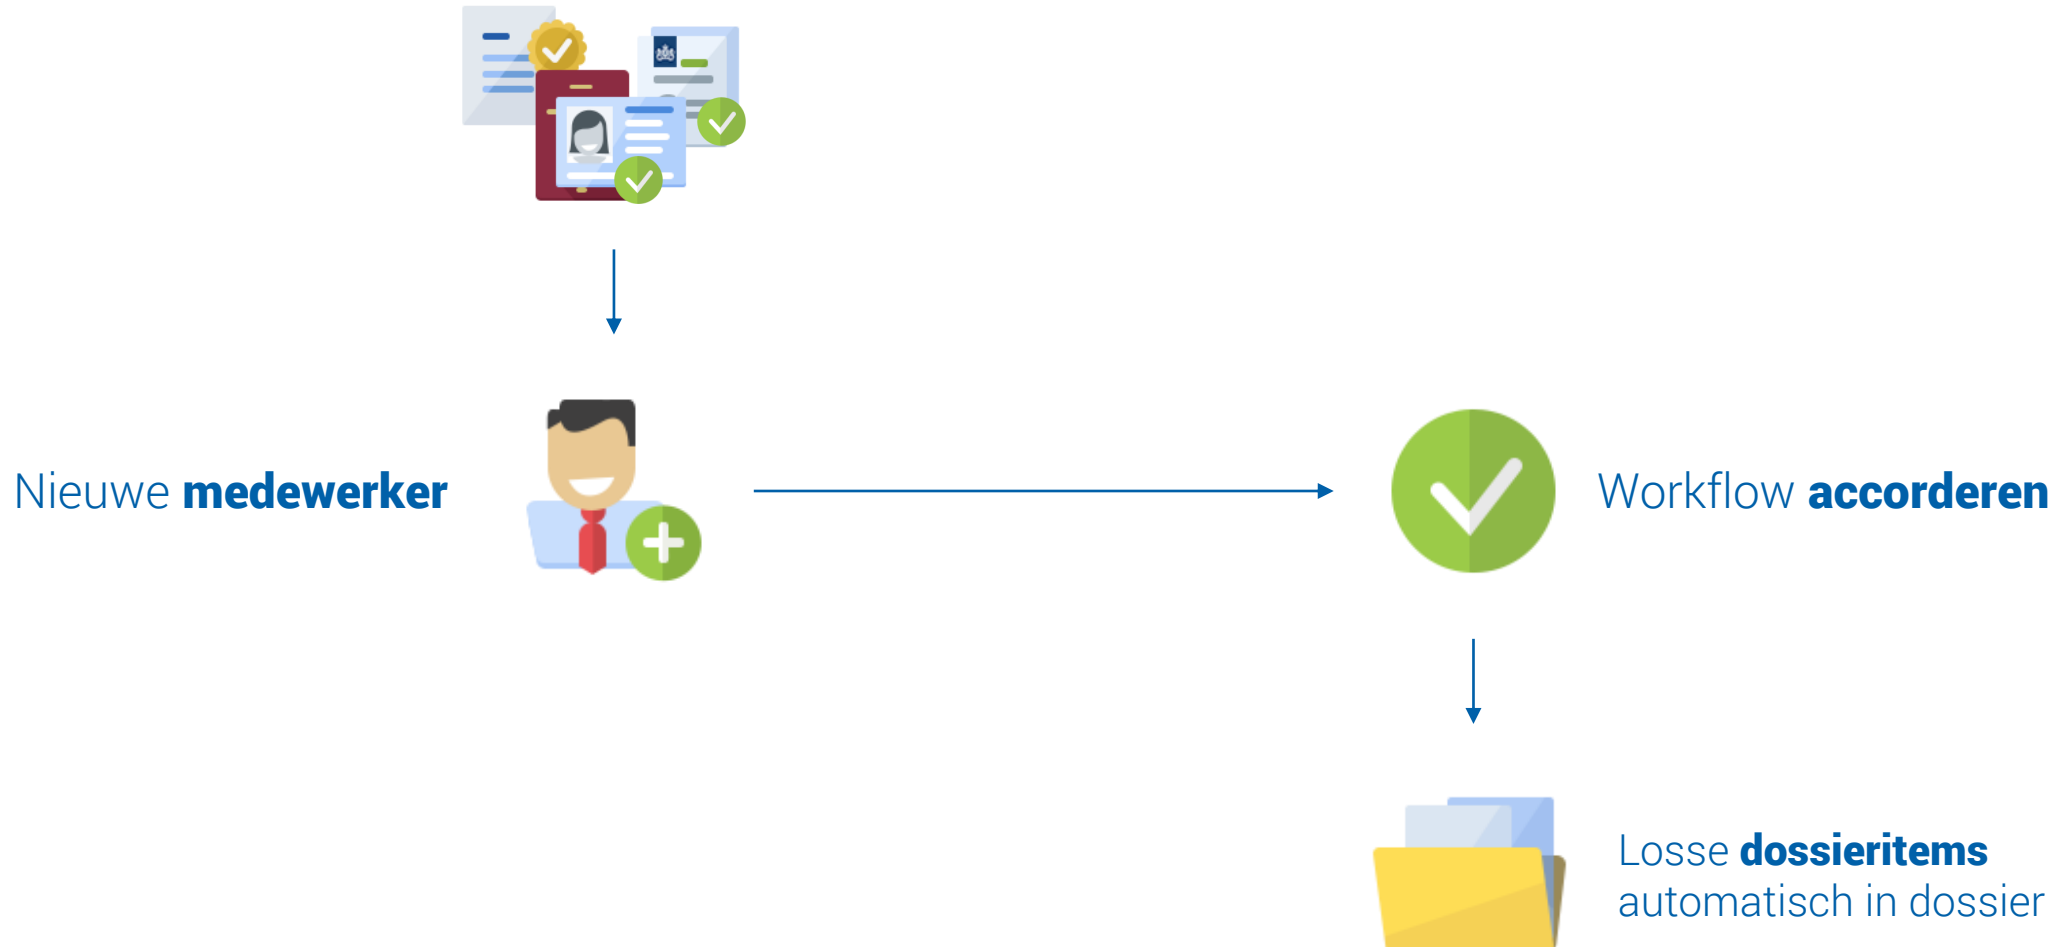 Nieuwe medewerker
Workflow accorderen
Losse dossieritems
automatisch in dossier